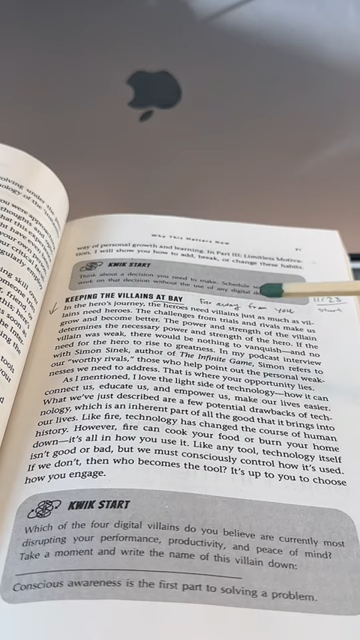 Why This Matters Now
way of personal growth and learning. In Part III: Limitless Motiva-
tion, I will show you how to add, break, or change these habits.
KWIK START
Think about a decision you need to make. Schedule
work on that decision without the use of any digital
KEEPING THE VILLAINS AT BAY
Far away from you
11/23
In the hero's journey, the heroes need villains just as much as vil-
lains need heroes. The challenges from trials and rivals make us
grow and become better. The power and strength of the villain
determines the necessary power and strength of the hero. If the
villain was weak, there would be nothing to vanquish—and no
need for the hero to rise to greatness. In my podcast interview
with Simon Sinek, author of The Infinite Game, Simon refers to
our "worthy rivals," those who help point out the personal weak-
nesses we need to address. That is where your opportunity lies.
As I mentioned, I love the light side of technology—how it can
connect us, educate us and empower us, make our lives easier.
What we've just described are a few potential drawbacks of tech-
nology, which is an inherent part of all the good that it brings into
our lives. Like fire, technology has changed the course of human
history. However, fire can cook your food or burn your home
down—it's all in how you use it. Like any tool, technology itself
isn't good or bad, but we must consciously control how it's used.
If we don't, then who becomes the tool? It's up to you to choose
how you engage.
KWIK START
Which of the four digital villains do you believe are currently most
disrupting your performance, productivity, and peace of mind?
Take a moment and write the name of this villain down:
Conscious awareness is the first part to solving a problem.